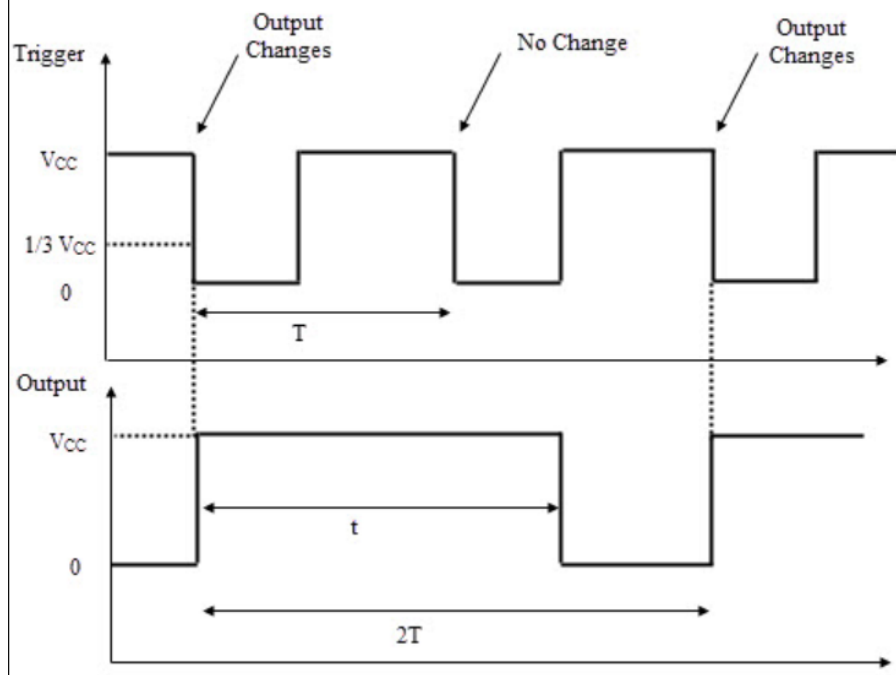 Output
Changes
No Change
Output
Changes
Trigger
VCC
1/3 VCC
0
T
Output
VCC
t
0
2T